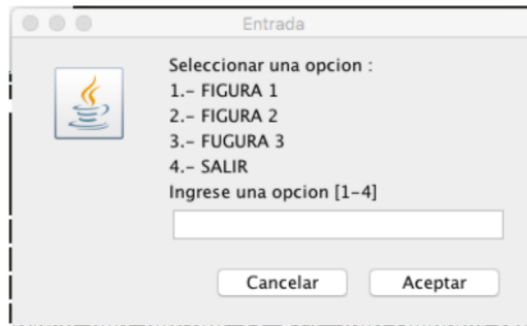 Entrada
Seleccionar una opcion :
1.- FIGURA 1
2.- FIGURA 2
3.- FUGURA 3
4.- SALIR
Ingrese una opcion [1-4]
Cancelar
Aceptar